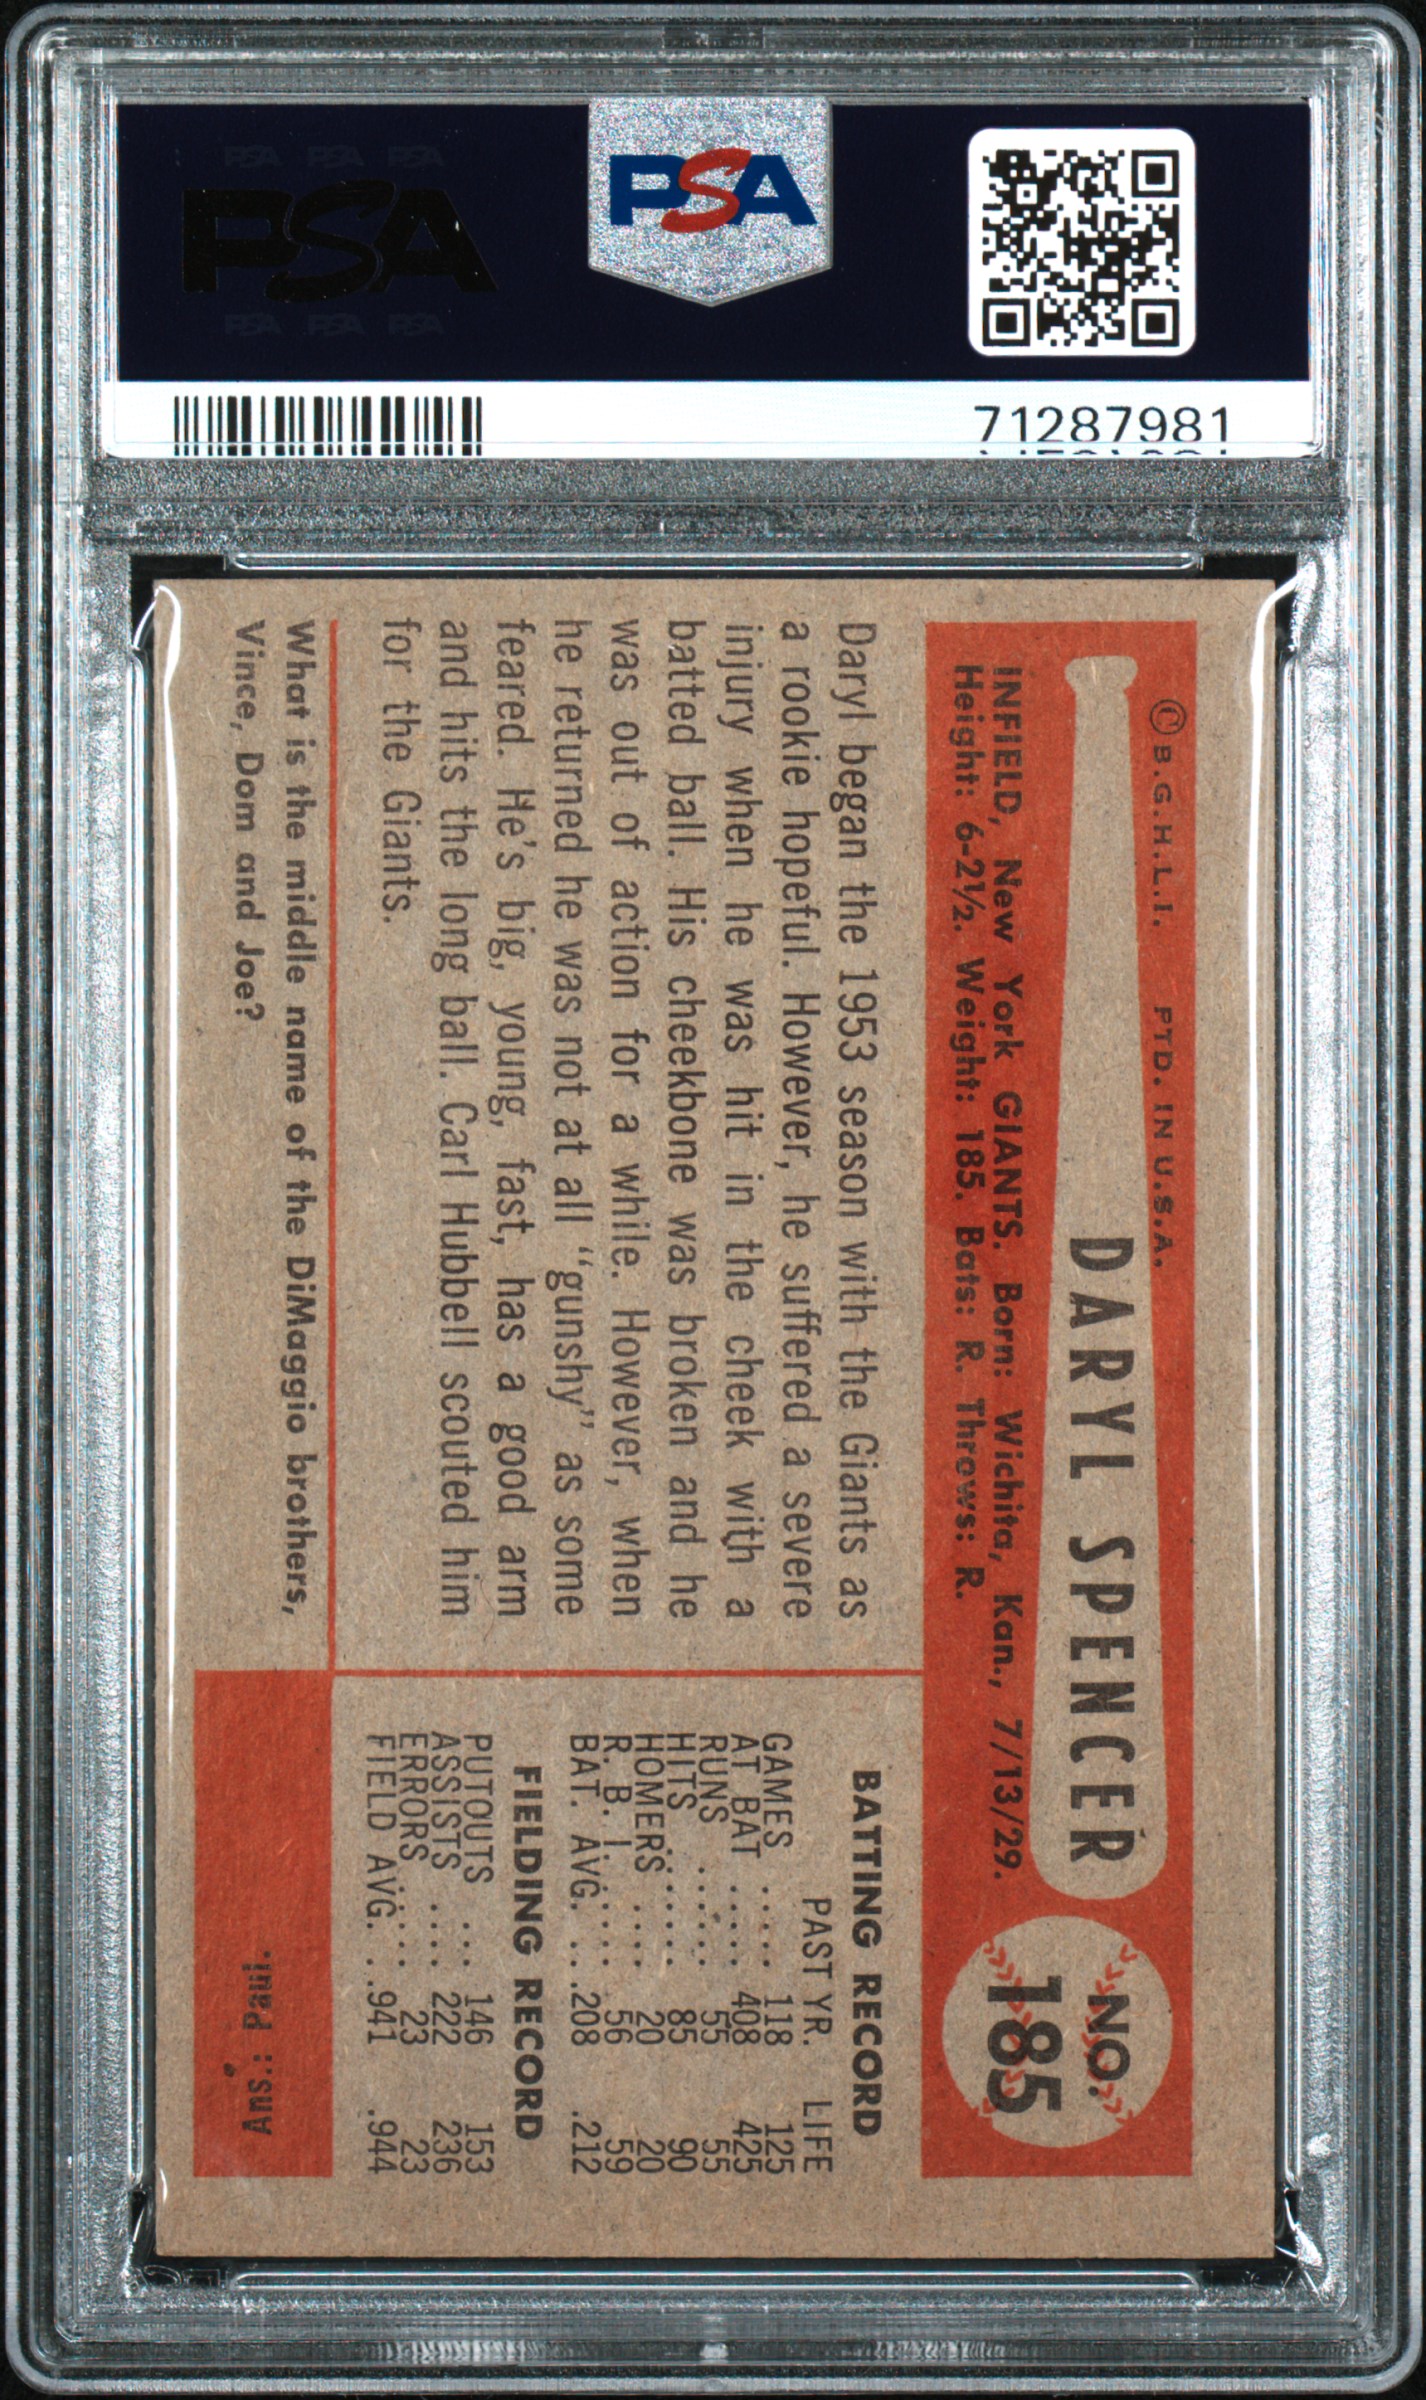 PSA PSA PSA
PSA
PSA PSA PSA
PSA
71287981
© B.G.H.L.I. PTD. IN U.S.A.
DARYL SPENCER
NO.
185
INFIELD, New York GIANTS. Born: Wichita, Kan., 7/13/29.
Height: 6-2½. Weight: 185. Bats: R. Throws: R.
Daryl began the 1953 season with the Giants as
a rookie hopeful. However, he suffered a severe
injury when he was hit in the cheek with a
batted ball. His cheekbone was broken and he
was out of action for a while. However, when
he returned he was not at all "gunshy" as some
feared. He's big, young, fast, has a good arm
and hits the long ball. Carl Hubbell scouted him
for the Giants.
BATTING RECORD
PAST YR. LIFE
GAMES ..... 118 125
AT BAT ..... 408 425
RUNS ...... 55 55
HITS ...... 85 90
HOMERS ..... 20 20
R. B. I. ..... 56 59
BAT. AVG. ... .208 .212
FIELDING RECORD
PUTOUTS ... 146 153
ASSISTS .... 222 236
ERRORS ..... 23 23
FIELD AVG. . .941 .944
What is the middle name of the DiMaggio brothers,
Vince, Dom and Joe?
Ans.: Paul.